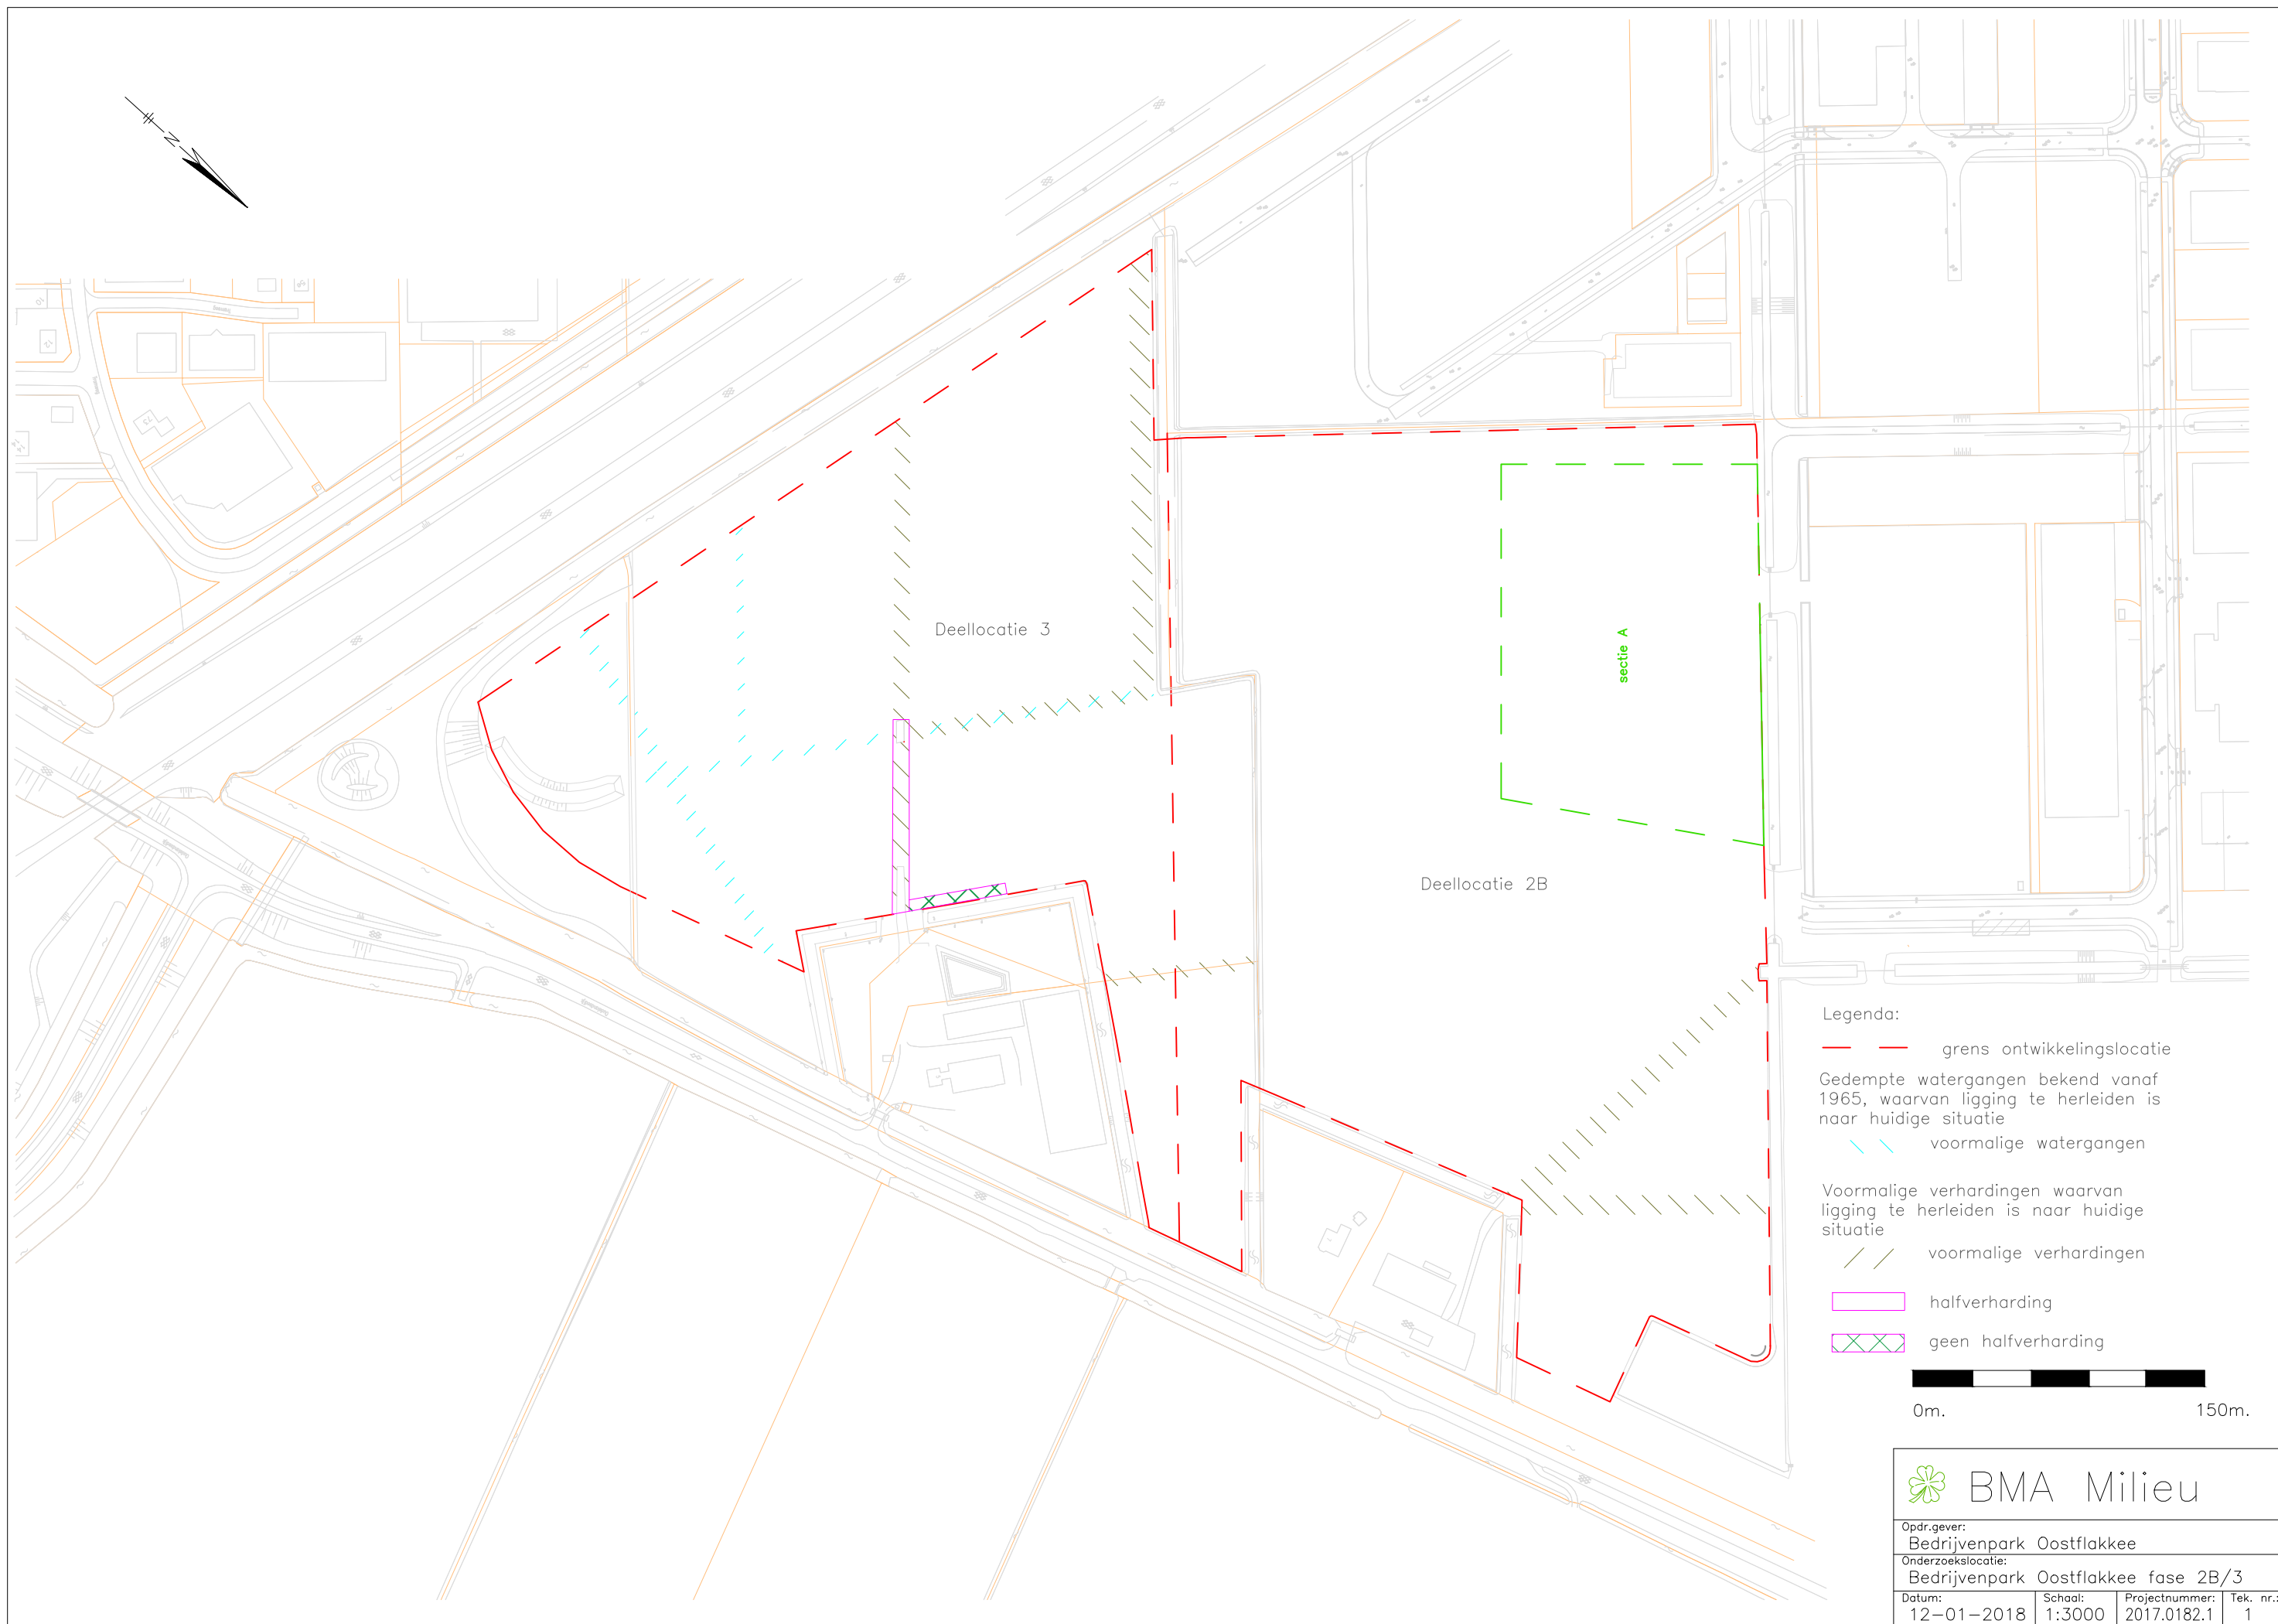 N
Deellocatie 3
sectie A
Deellocatie 2B
Legenda:
grens ontwikkelingslocatie
Gedempte watergangen bekend vanaf
1965, waarvan ligging te herleiden is
naar huidige situatie
voormalige watergangen
Voormalige verhardingen waarvan
ligging te herleiden is naar huidige
situatie
voormalige verhardingen
halfverharding
geen halfverharding
0m. 150m.
BMA Milieu
Opdr.gever:
Bedrijvenpark Oostflakkee
Onderzoekslocatie:
Bedrijvenpark Oostflakkee fase 2B/3
Datum: Schaal: Projectnummer: Tek. nr.:
12-01-2018 1:3000 2017.0182.1 1